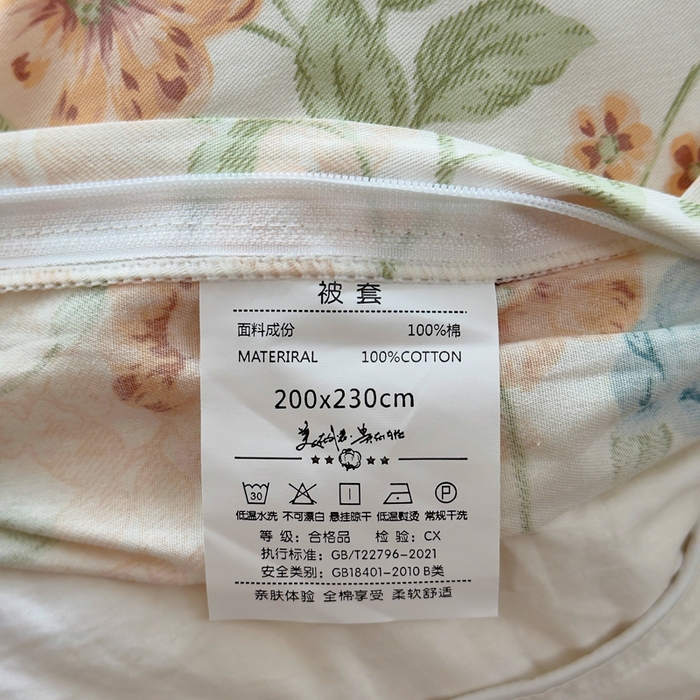 被套
面料成份 100%棉
MATERIRAL 100%COTTON
200x230cm
30 P
低温水洗 不可漂白 悬挂晾干 低温熨烫 常规干洗
等 级：合格品 检 验：CX
执行标准：GB/T22796-2021
安全类别：GB18401-2010 B类
亲肤体验 全棉享受 柔软舒适